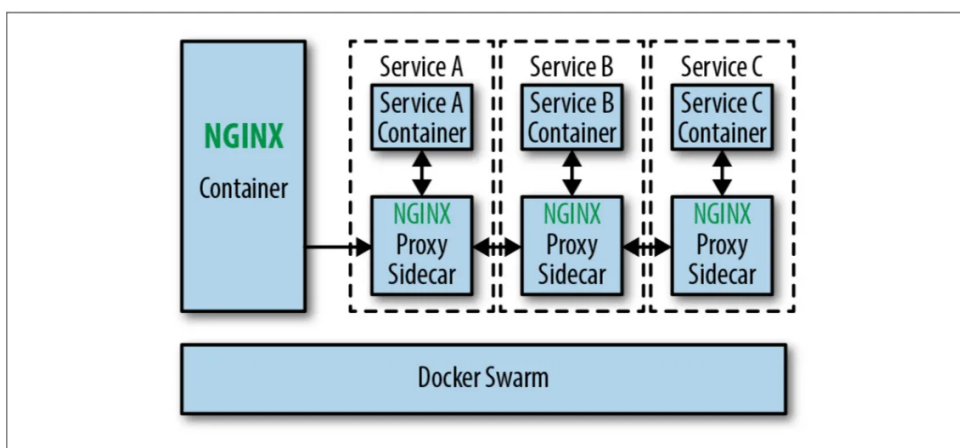 NGINX
Container
Service A
Service A
Container
NGINX
Proxy
Sidecar
Service B
Service B
Container
NGINX
Proxy
Sidecar
Service C
Service C
Container
NGINX
Proxy
Sidecar
Docker Swarm